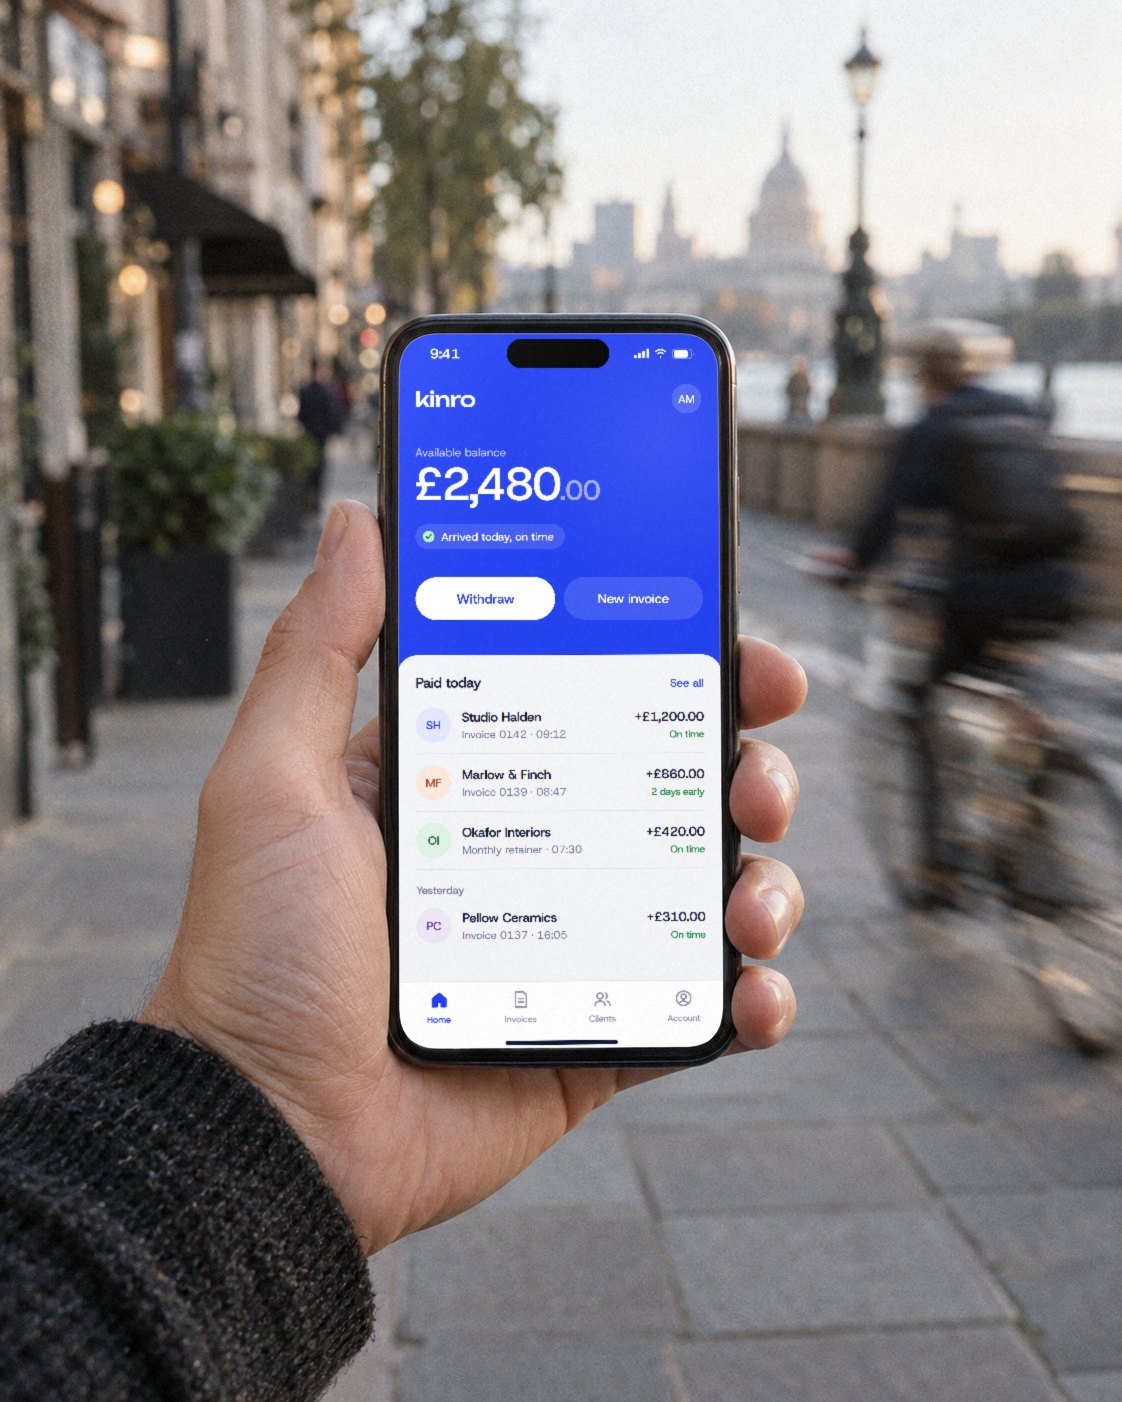 9:41
kinro
AM
Available balance
£2,480.00
Arrived today, on time
Withdraw
New invoice
Paid today
See all
SH
Studio Halden
+£1,200.00
Invoice 0142 · 09:12
On time
MF
Marlow & Finch
+£860.00
Invoice 0139 · 08:47
2 days early
OI
Okafor Interiors
+£420.00
Monthly retainer · 07:30
On time
Yesterday
PC
Pellow Ceramics
+£310.00
Invoice 0137 · 16:05
On time
Home
Invoices
Clients
Account